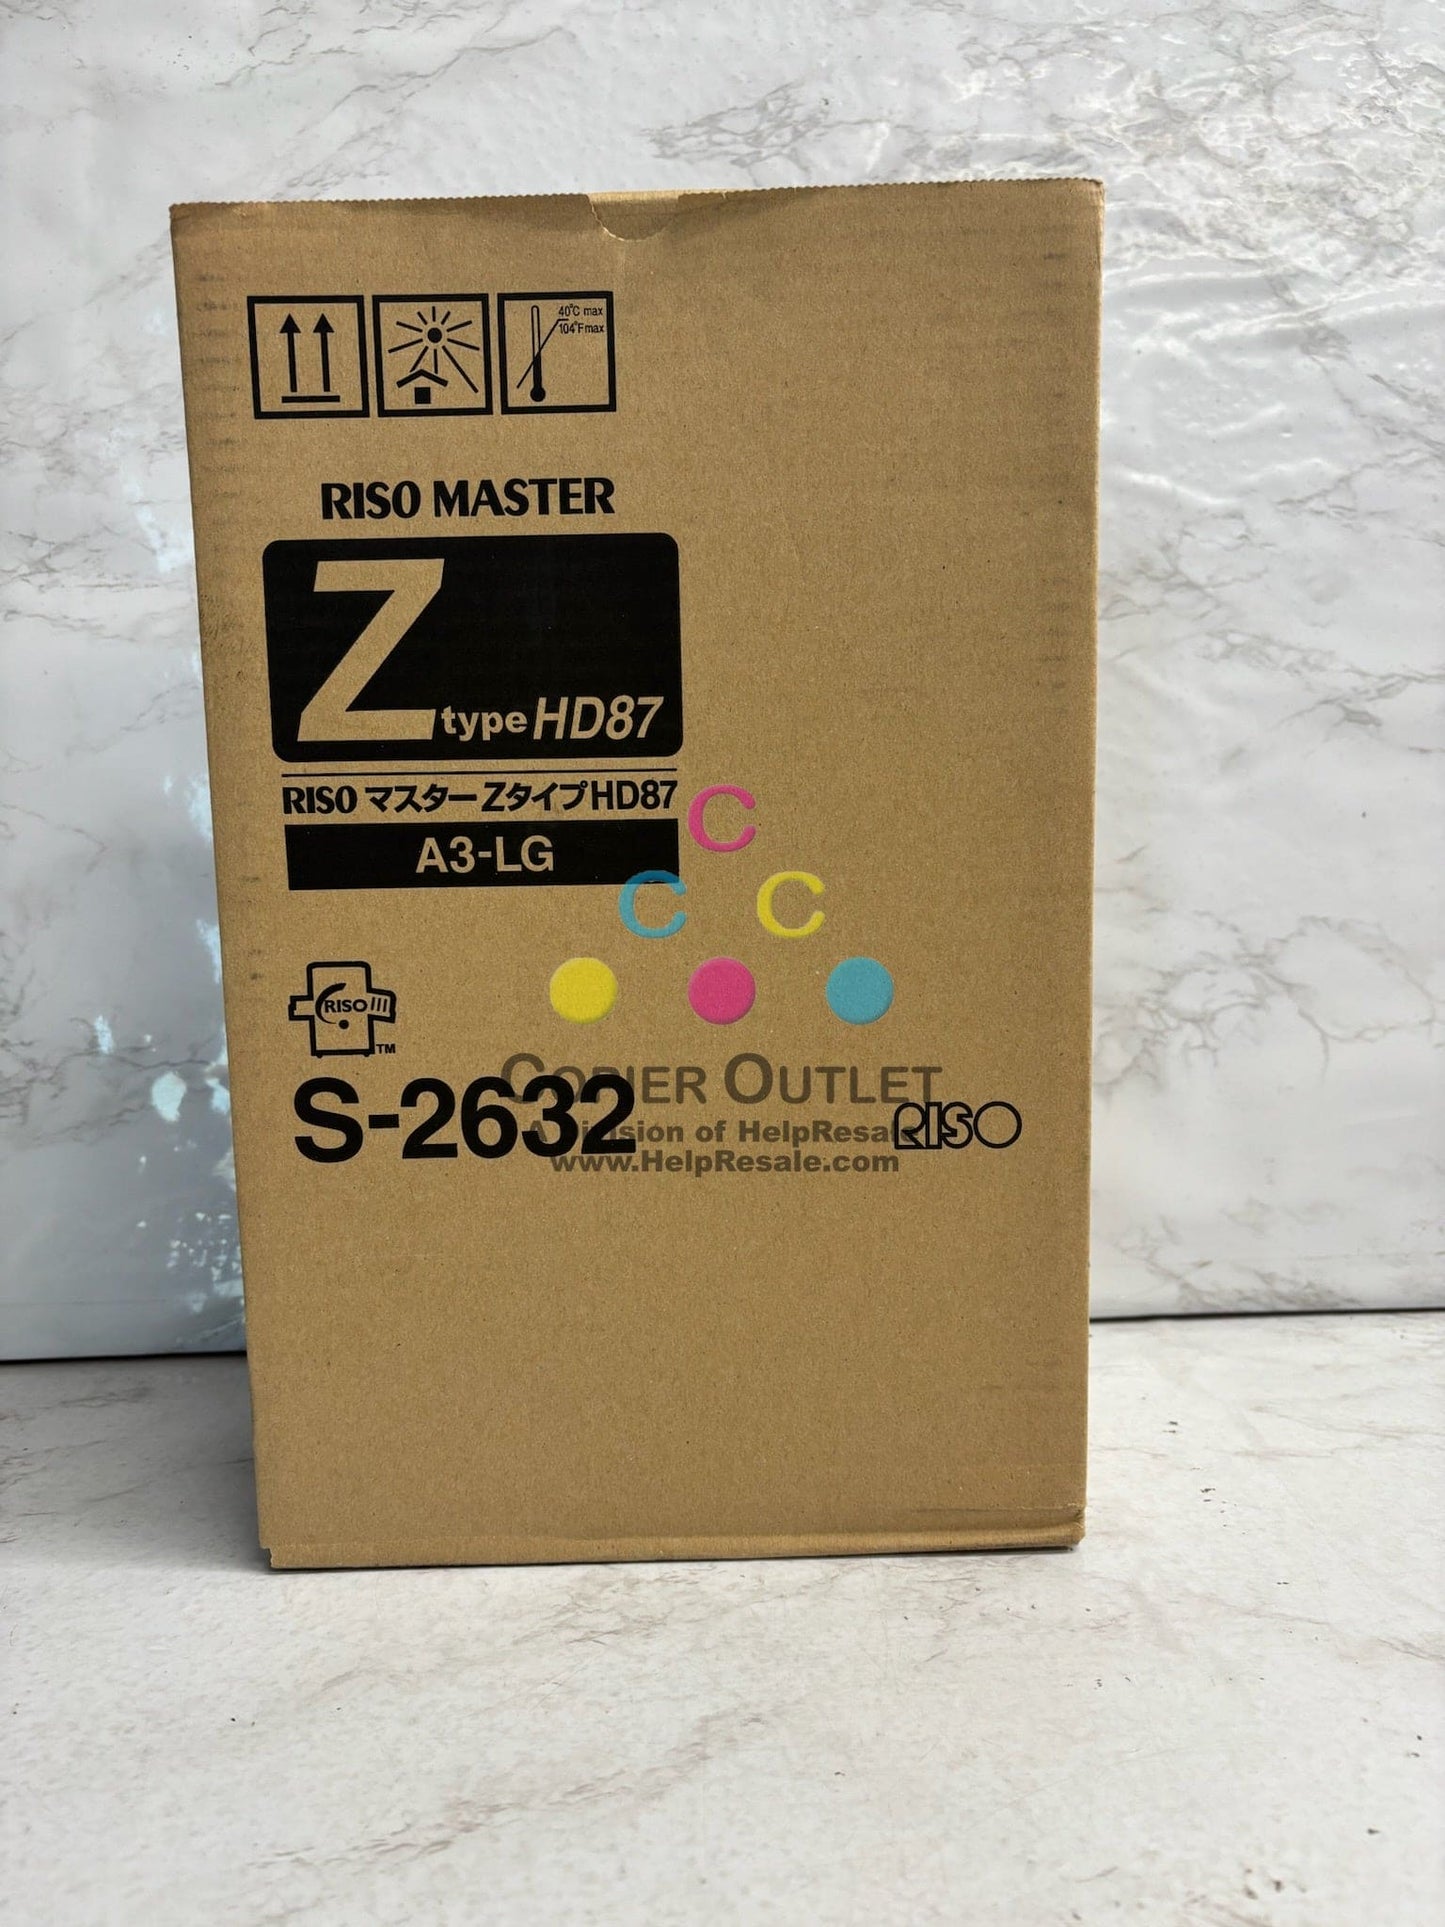 40°C max
104°F max
RISO MASTER
Z type HD87
RISO マスター Zタイプ HD87
A3-LG
C
C C
RISO
TM
COPIER OUTLET
S-2632
A Division of HelpResale
RISO
www.HelpResale.com